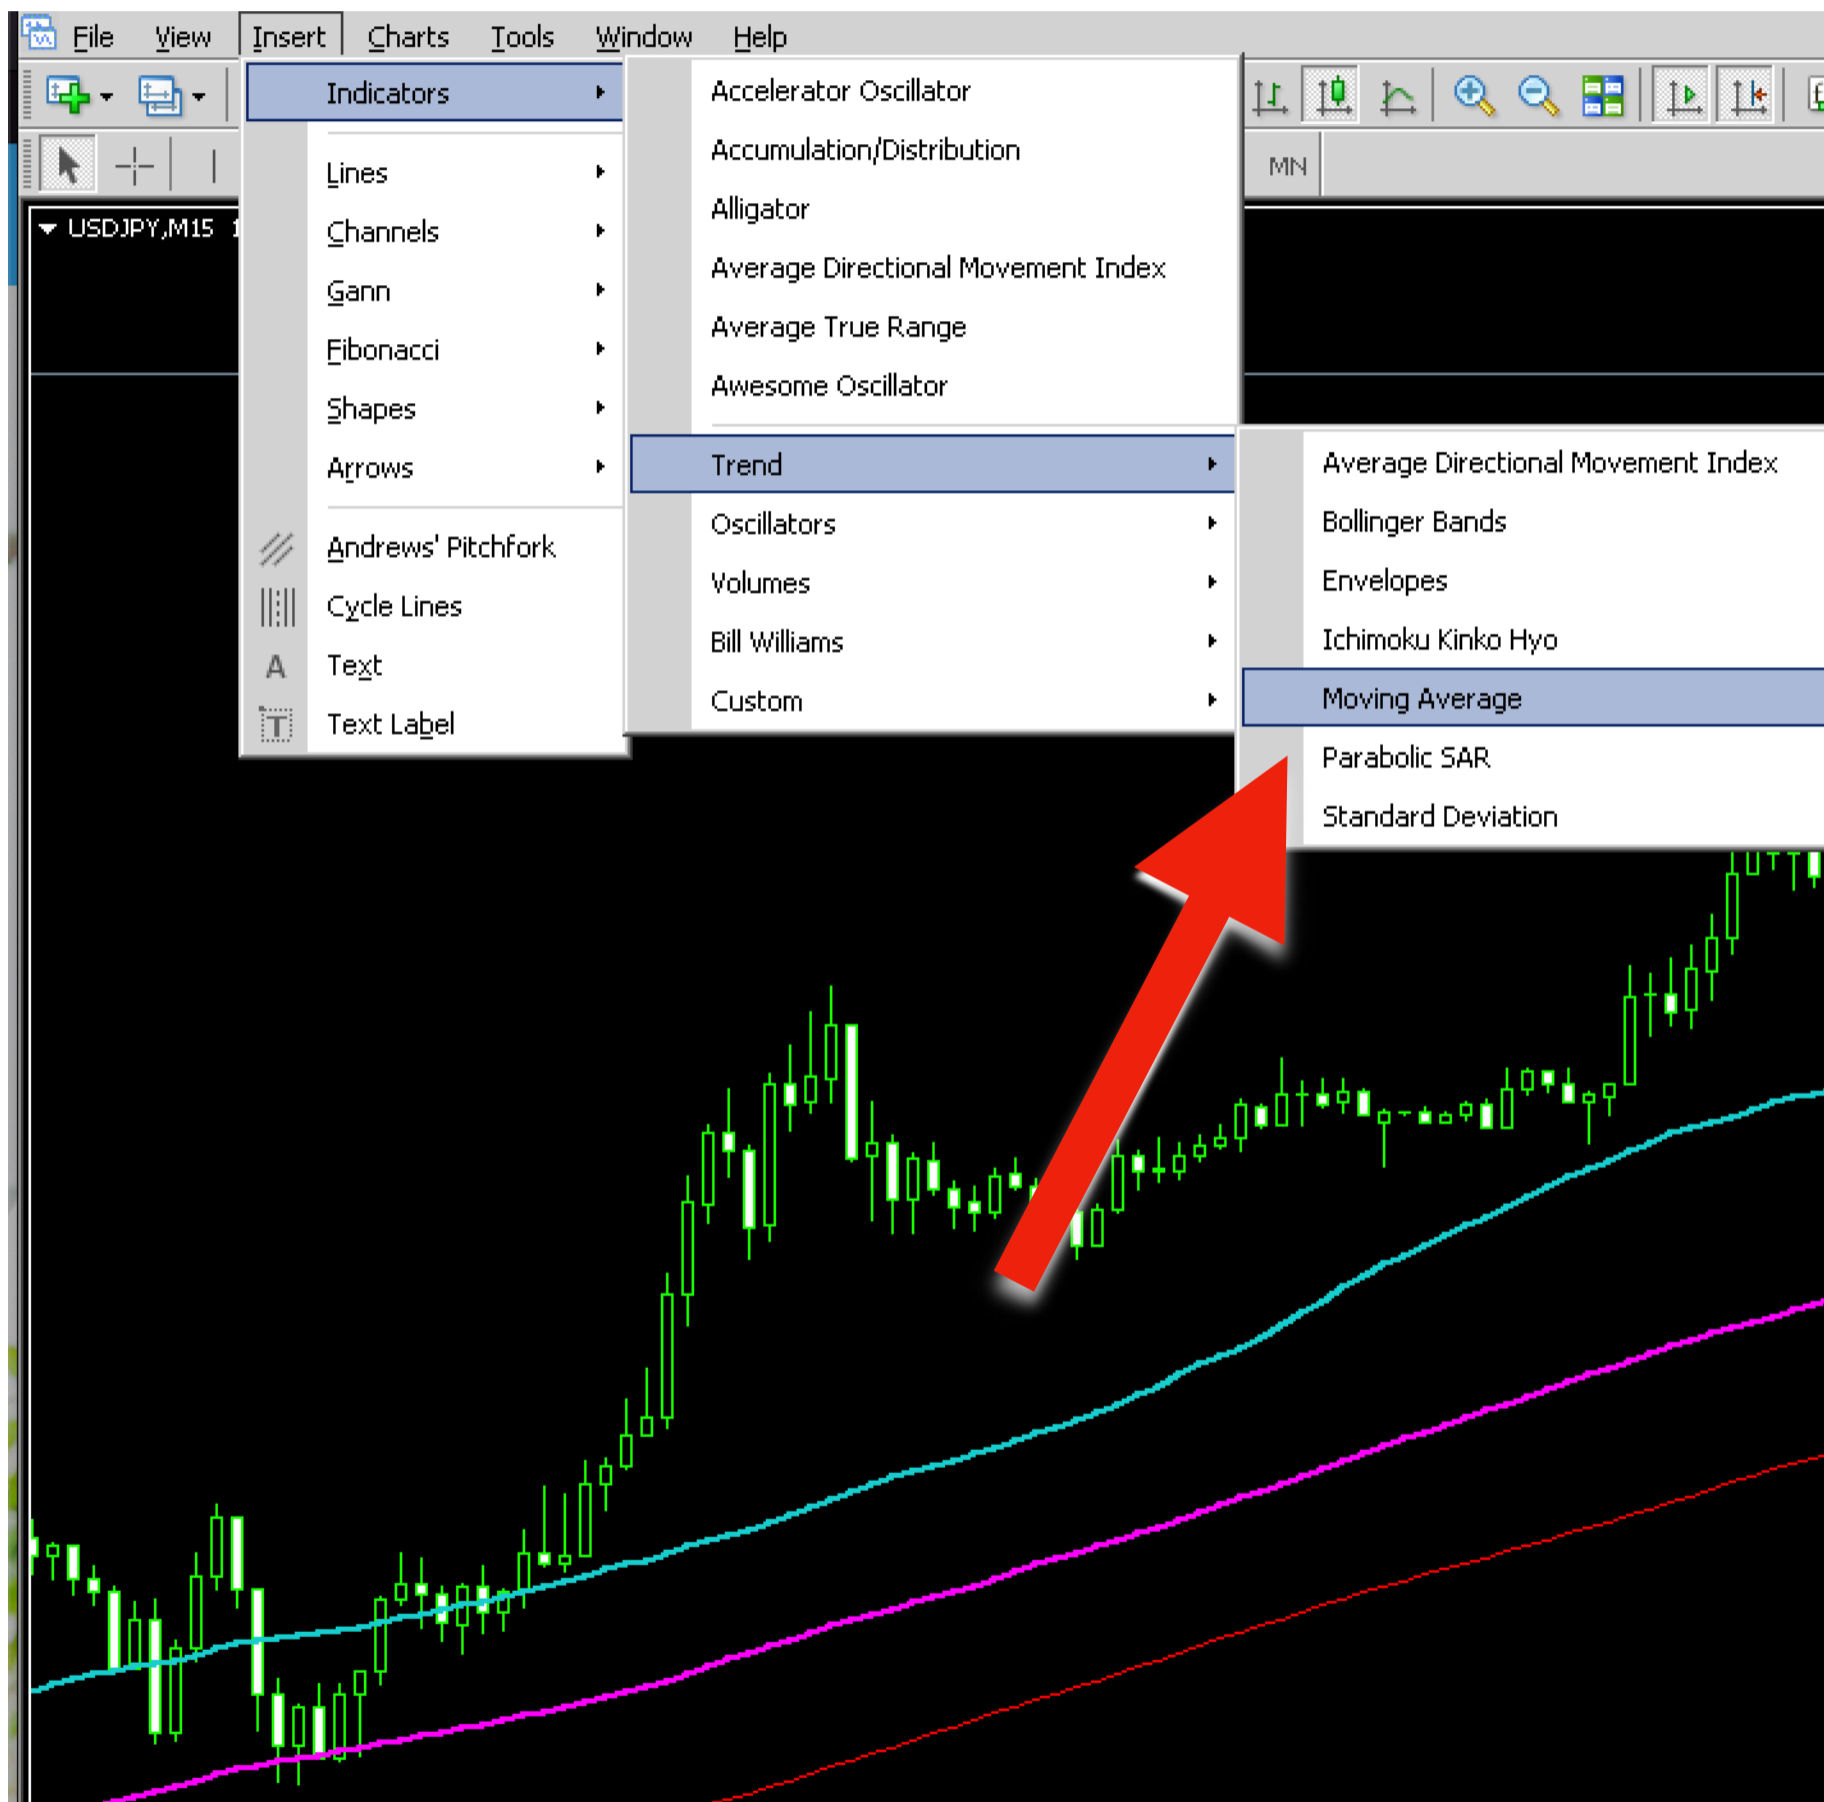 File View Insert Charts Tools Window Help
Indicators
Lines
Channels
Gann
Fibonacci
Shapes
Arrows
Andrews' Pitchfork
Cycle Lines
A Text
T Text Label
Accelerator Oscillator
Accumulation/Distribution
Alligator
Average Directional Movement Index
Average True Range
Awesome Oscillator
Trend
Oscillators
Volumes
Bill Williams
Custom
Average Directional Movement Index
Bollinger Bands
Envelopes
Ichimoku Kinko Hyo
Moving Average
Parabolic SAR
Standard Deviation
MN
USDJPY,M15